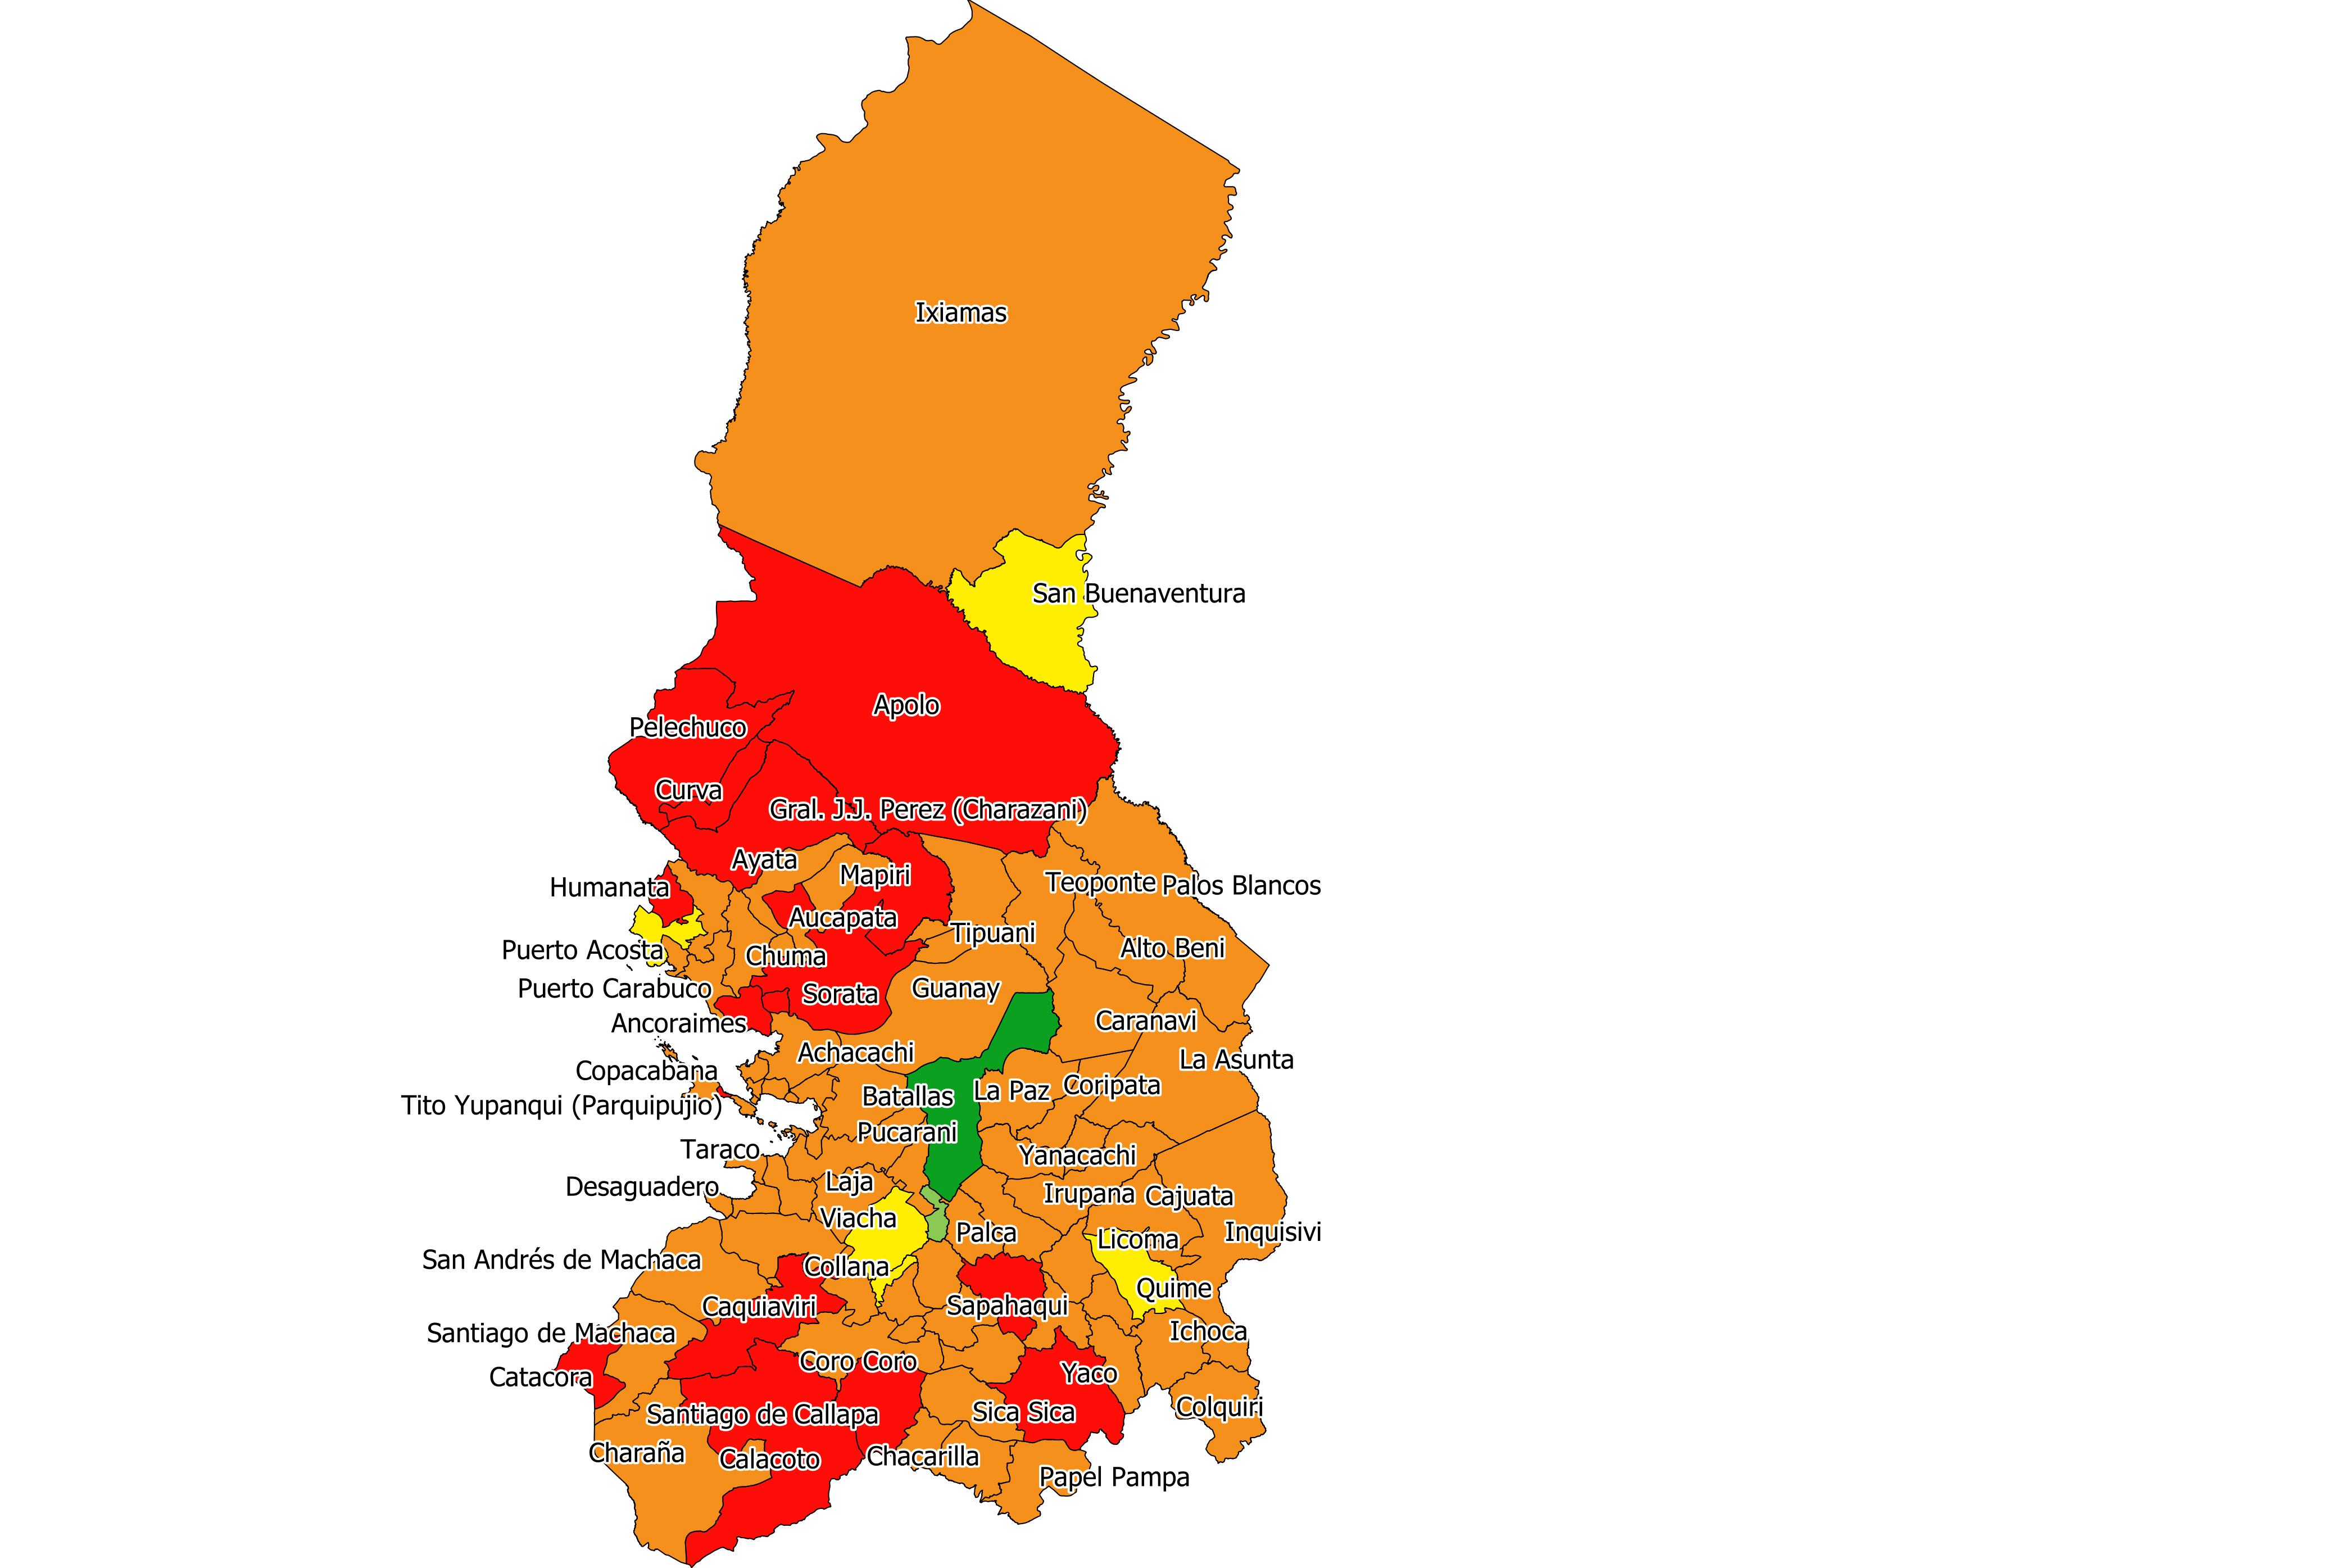 Ixiamas
San Buenaventura
Apolo
Pelechuco
Curva
Gral. J.J. Perez (Charazani)
Ayata
Mapiri
Teoponte
Palos Blancos
Humanata
Aucapata
Tipuani
Puerto Acosta
Chuma
Alto Beni
Puerto Carabuco
Sorata
Guanay
Ancoraimes
Caranavi
Achacachi
La Asunta
Copacabana
Batallas
La Paz
Coripata
Tito Yupanqui (Parquipujio)
Pucarani
Taraco
Yanacachi
Desaguadero
Laja
Irupana
Cajuata
Viacha
Palca
Licoma
Inquisivi
San Andrés de Machaca
Collana
Quime
Caquiaviri
Sapahaqui
Santiago de Machaca
Ichoca
Catacora
Coro Coro
Yaco
Santiago de Callapa
Sica Sica
Colquiri
Charaña
Calacoto
Chacarilla
Papel Pampa